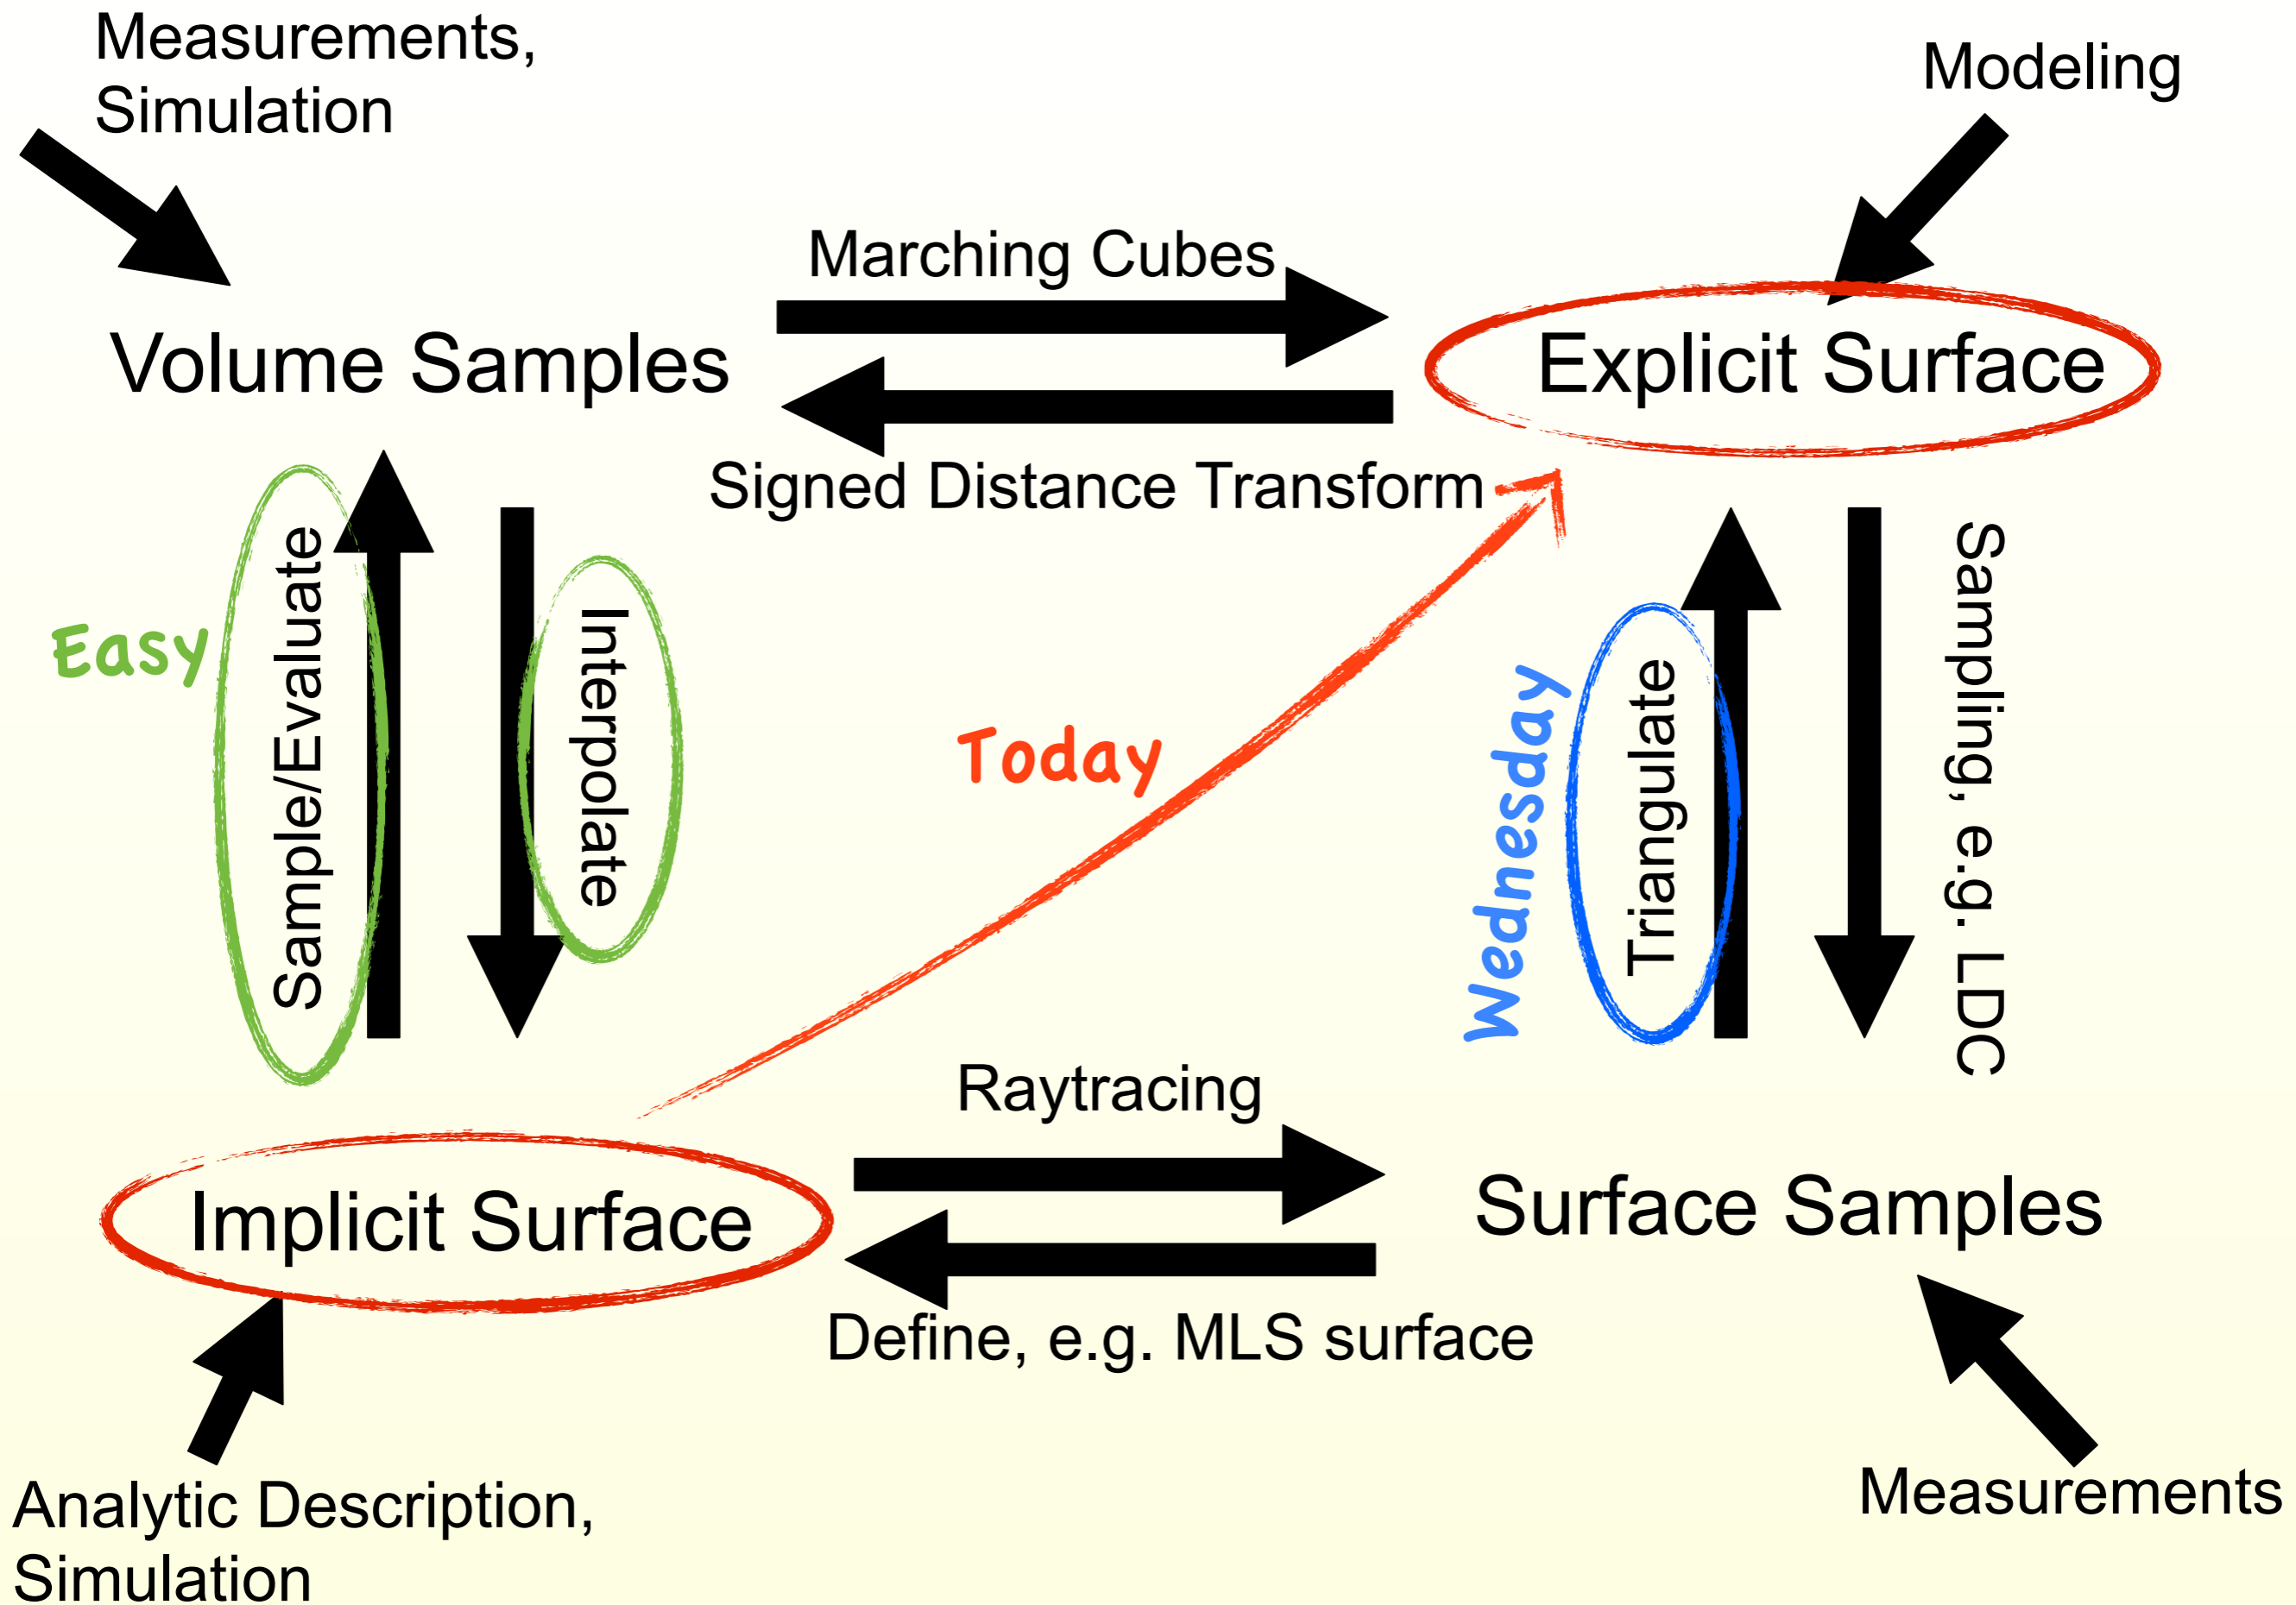 Measurements,
Simulation
Modeling
Marching Cubes
Volume Samples
Explicit Surface
Signed Distance Transform
Easy
Sample/Evaluate
Interpolate
Today
Wednesday
Triangulate
Sampling, e.g. LDC
Raytracing
Implicit Surface
Surface Samples
Define, e.g. MLS surface
Analytic Description,
Simulation
Measurements